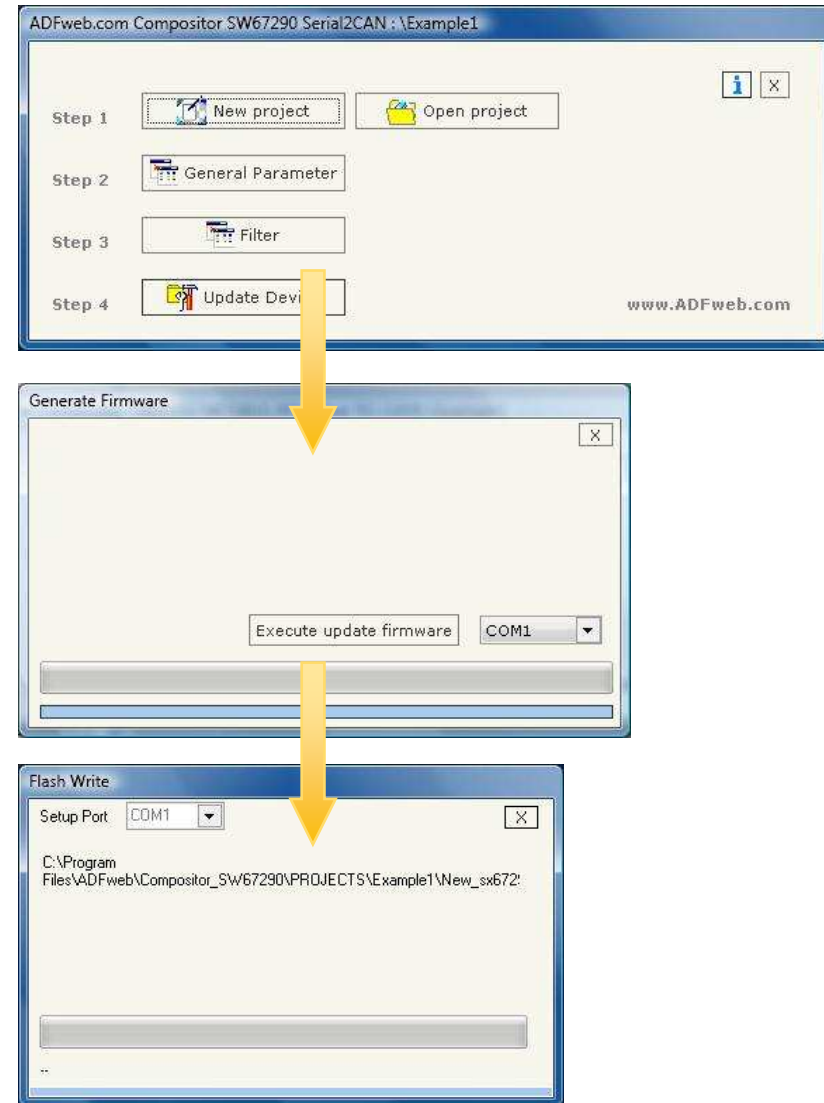 ADFweb.com Compositor SW67290 Serial2CAN : \Example1
i X
Step 1 New project Open project
Step 2 General Parameter
Step 3 Filter
Step 4 Update Devi
www.ADFweb.com
Generate Firmware
X
Execute update firmware COM1
Flash Write
Setup Port COM1 X
C:\Program
Files\ADFweb\Compositor_SW67290\PROJECTS\Example1\New_sx672
..